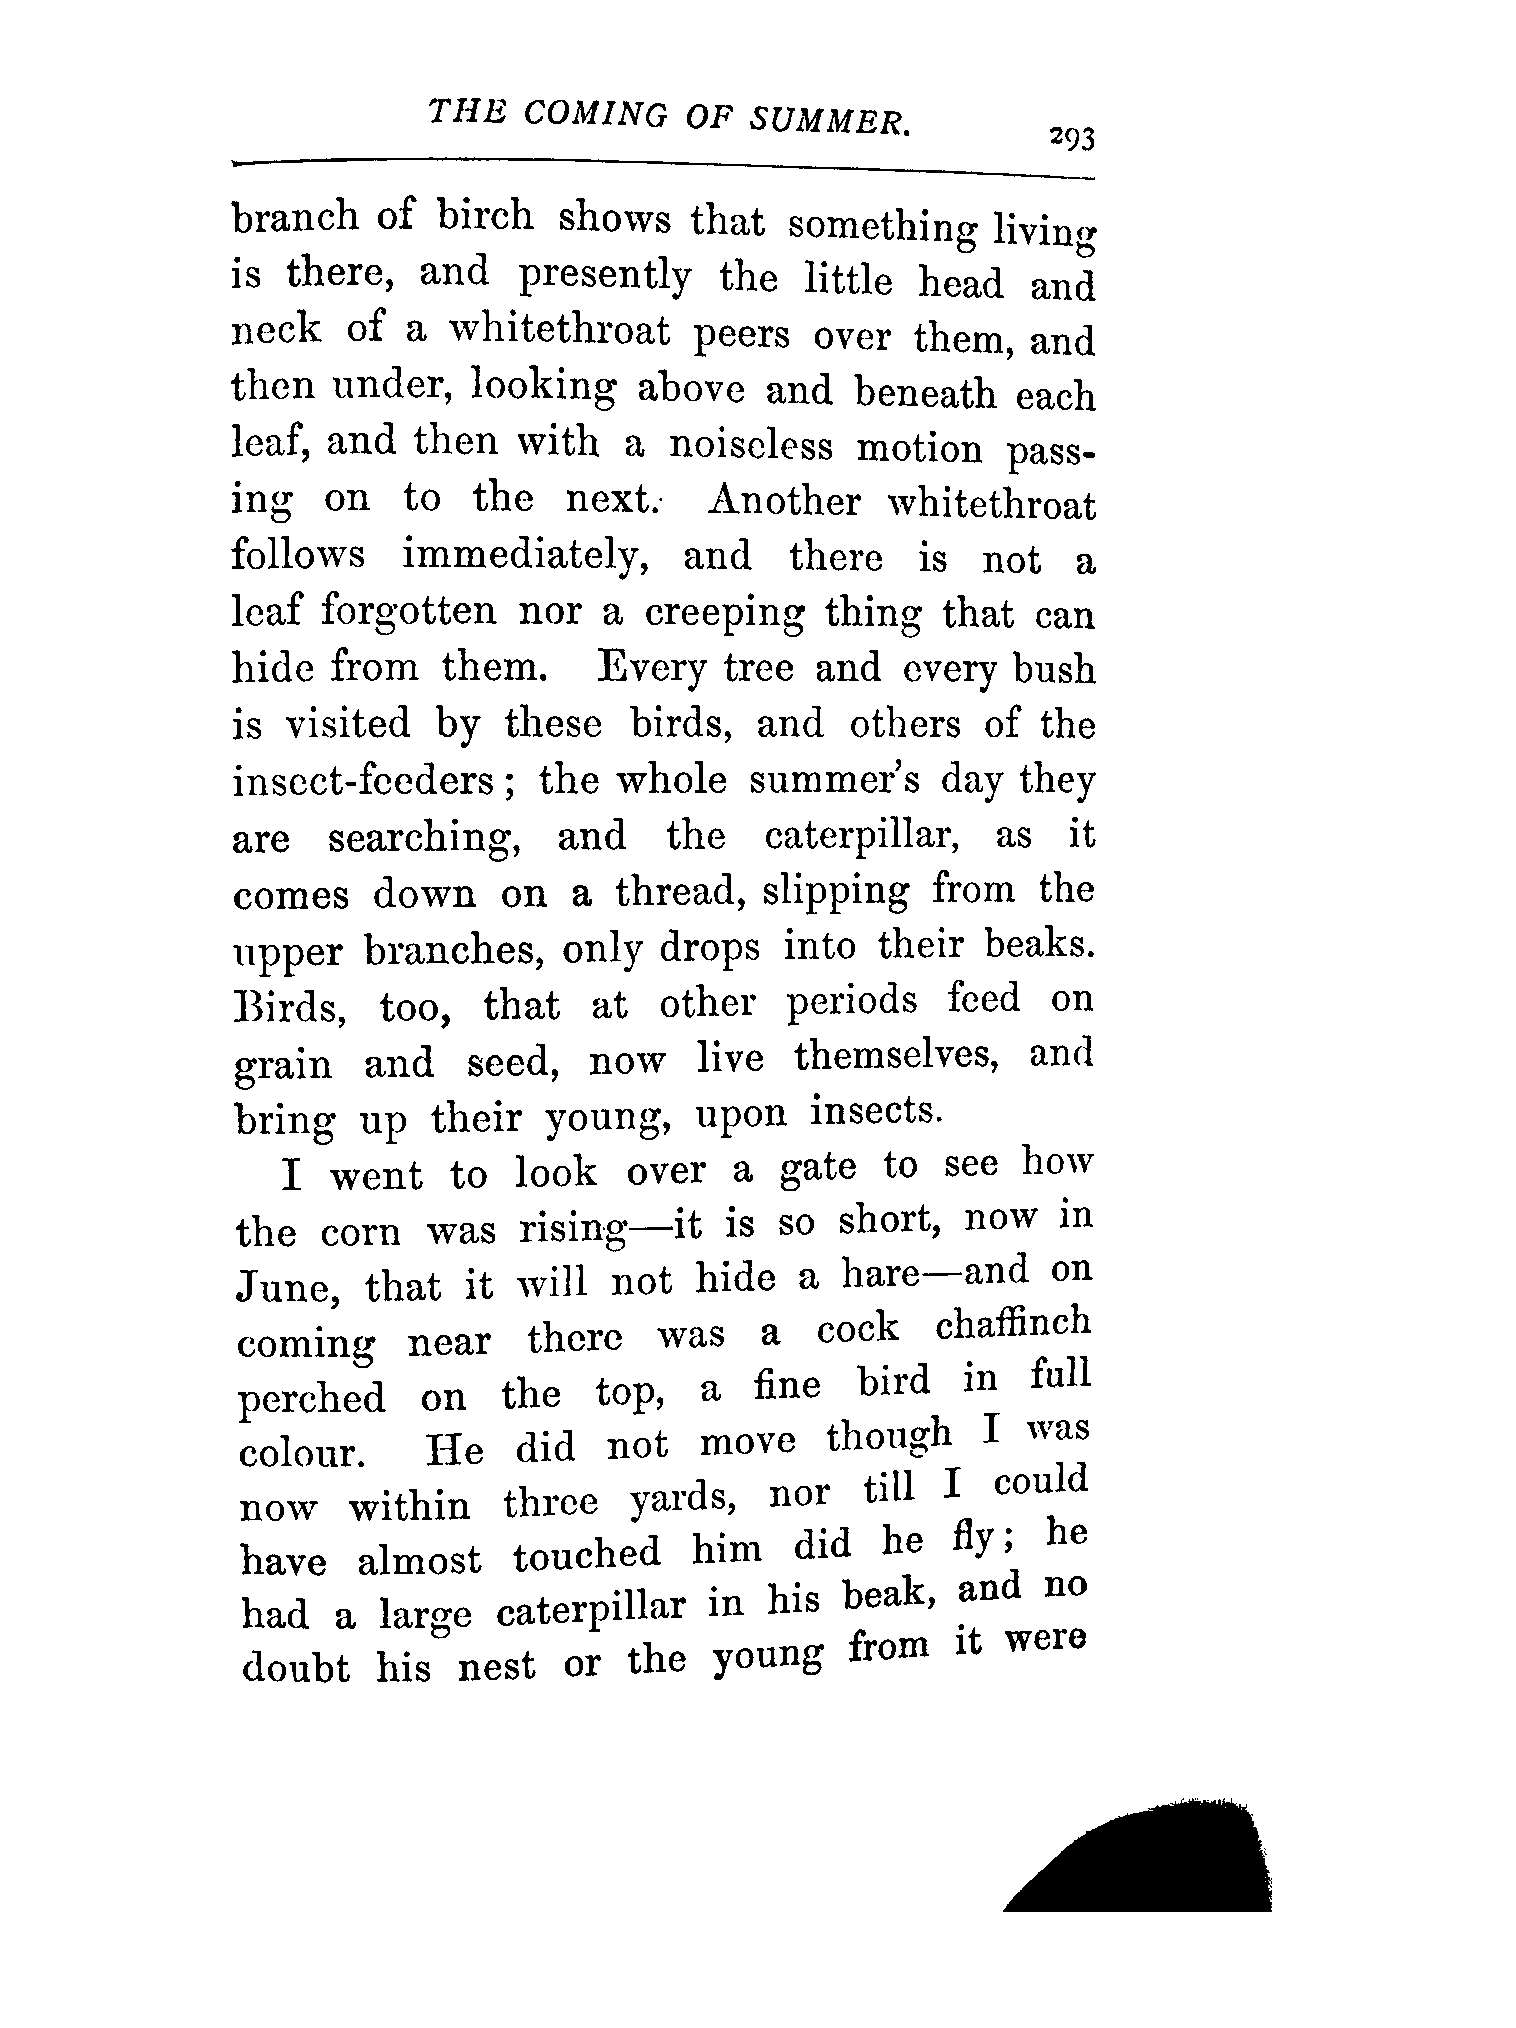 THE COMING OF SUMMER. 293
branch of birch shows that something living
is there, and presently the little head and
neck of a whitethroat peers over them, and
then under, looking above and beneath each
leaf, and then with a noiseless motion pass-
ing on to the next. Another whitethroat
follows immediately, and there is not a
leaf forgotten nor a creeping thing that can
hide from them. Every tree and every bush
is visited by these birds, and others of the
insect-feeders; the whole summer's day they
are searching, and the caterpillar, as it
comes down on a thread, slipping from the
upper branches, only drops into their beaks.
Birds, too, that at other periods feed on
grain and seed, now live themselves, and
bring up their young, upon insects.
I went to look over a gate to see how
the corn was rising—it is so short, now in
June, that it will not hide a hare—and on
coming near there was a cock chaffinch
perched on the top, a fine bird in full
colour. He did not move though I was
now within three yards, nor till I could
have almost touched him did he fly; he
had a large caterpillar in his beak, and no
doubt his nest or the young from it were